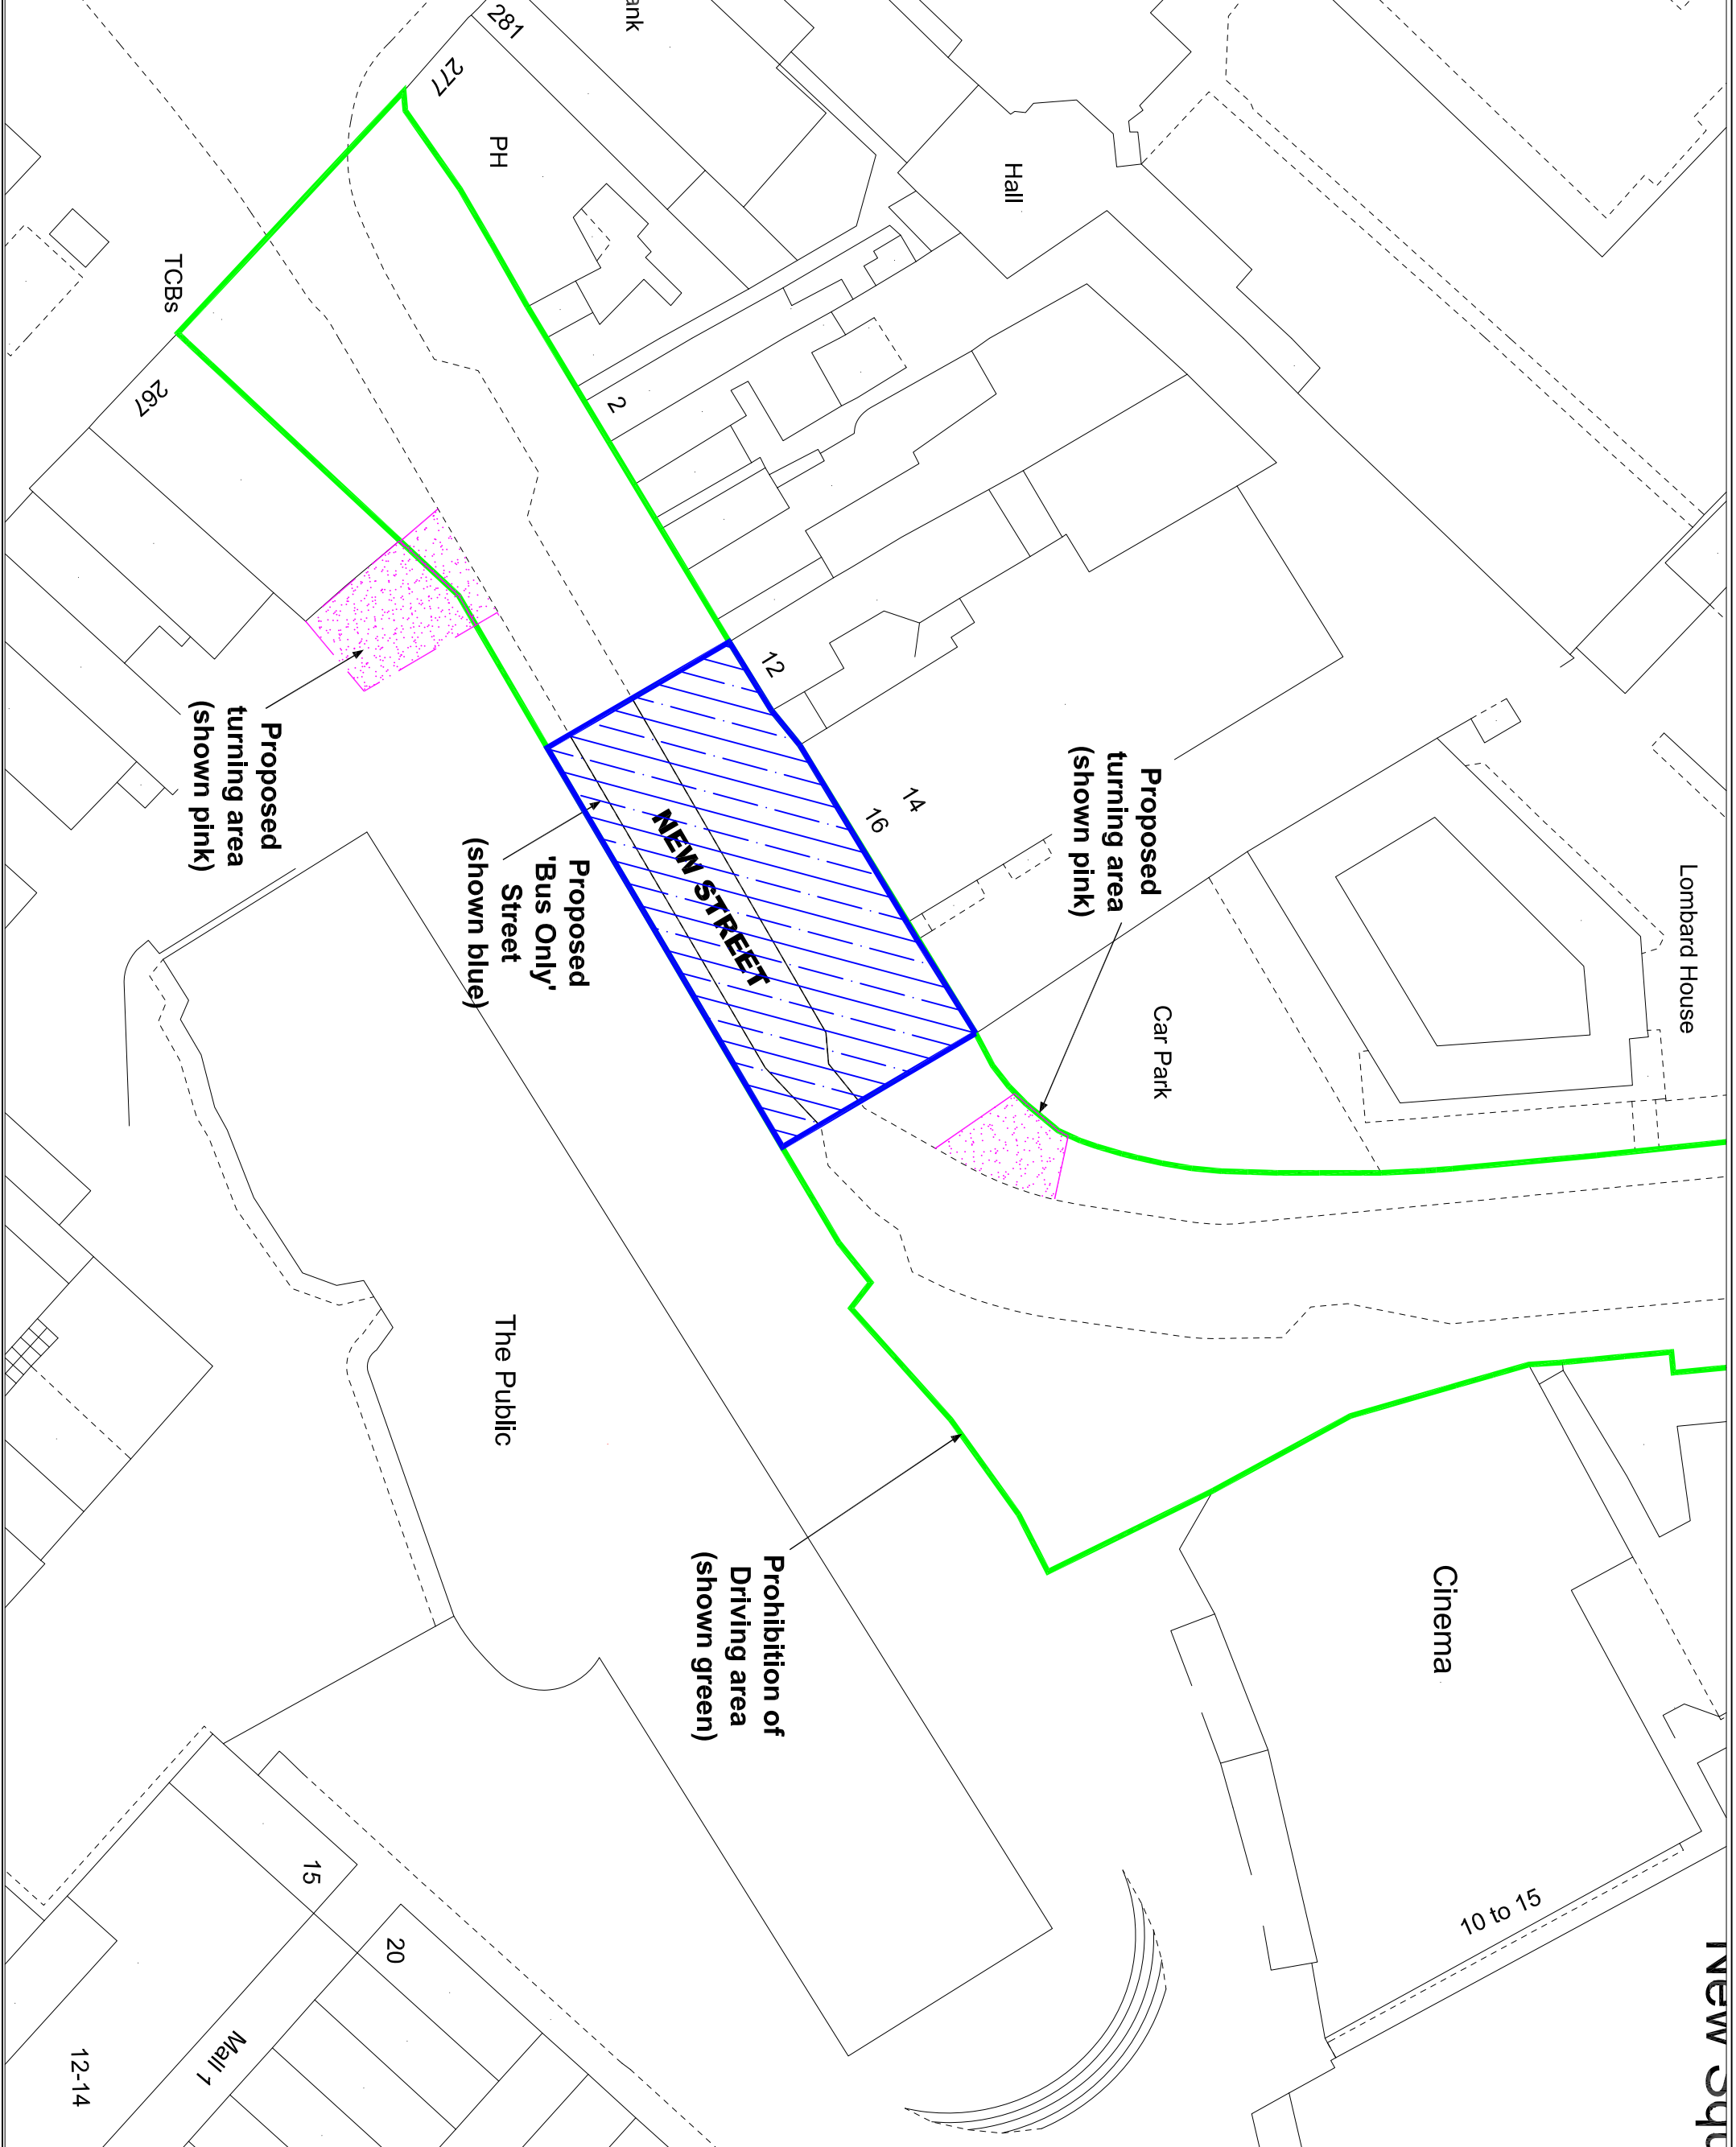 281
277
PH
Hall
TCBs
267
2
12
14
16
Proposed
turning area
(shown pink)
Proposed
turning area
(shown pink)
Proposed
'Bus Only'
Street
(shown blue)
NEW STREET
Car Park
Lombard House
The Public
Prohibition of
Driving area
(shown green)
Cinema
10 to 15
New
15
20
Mall 1
12-14